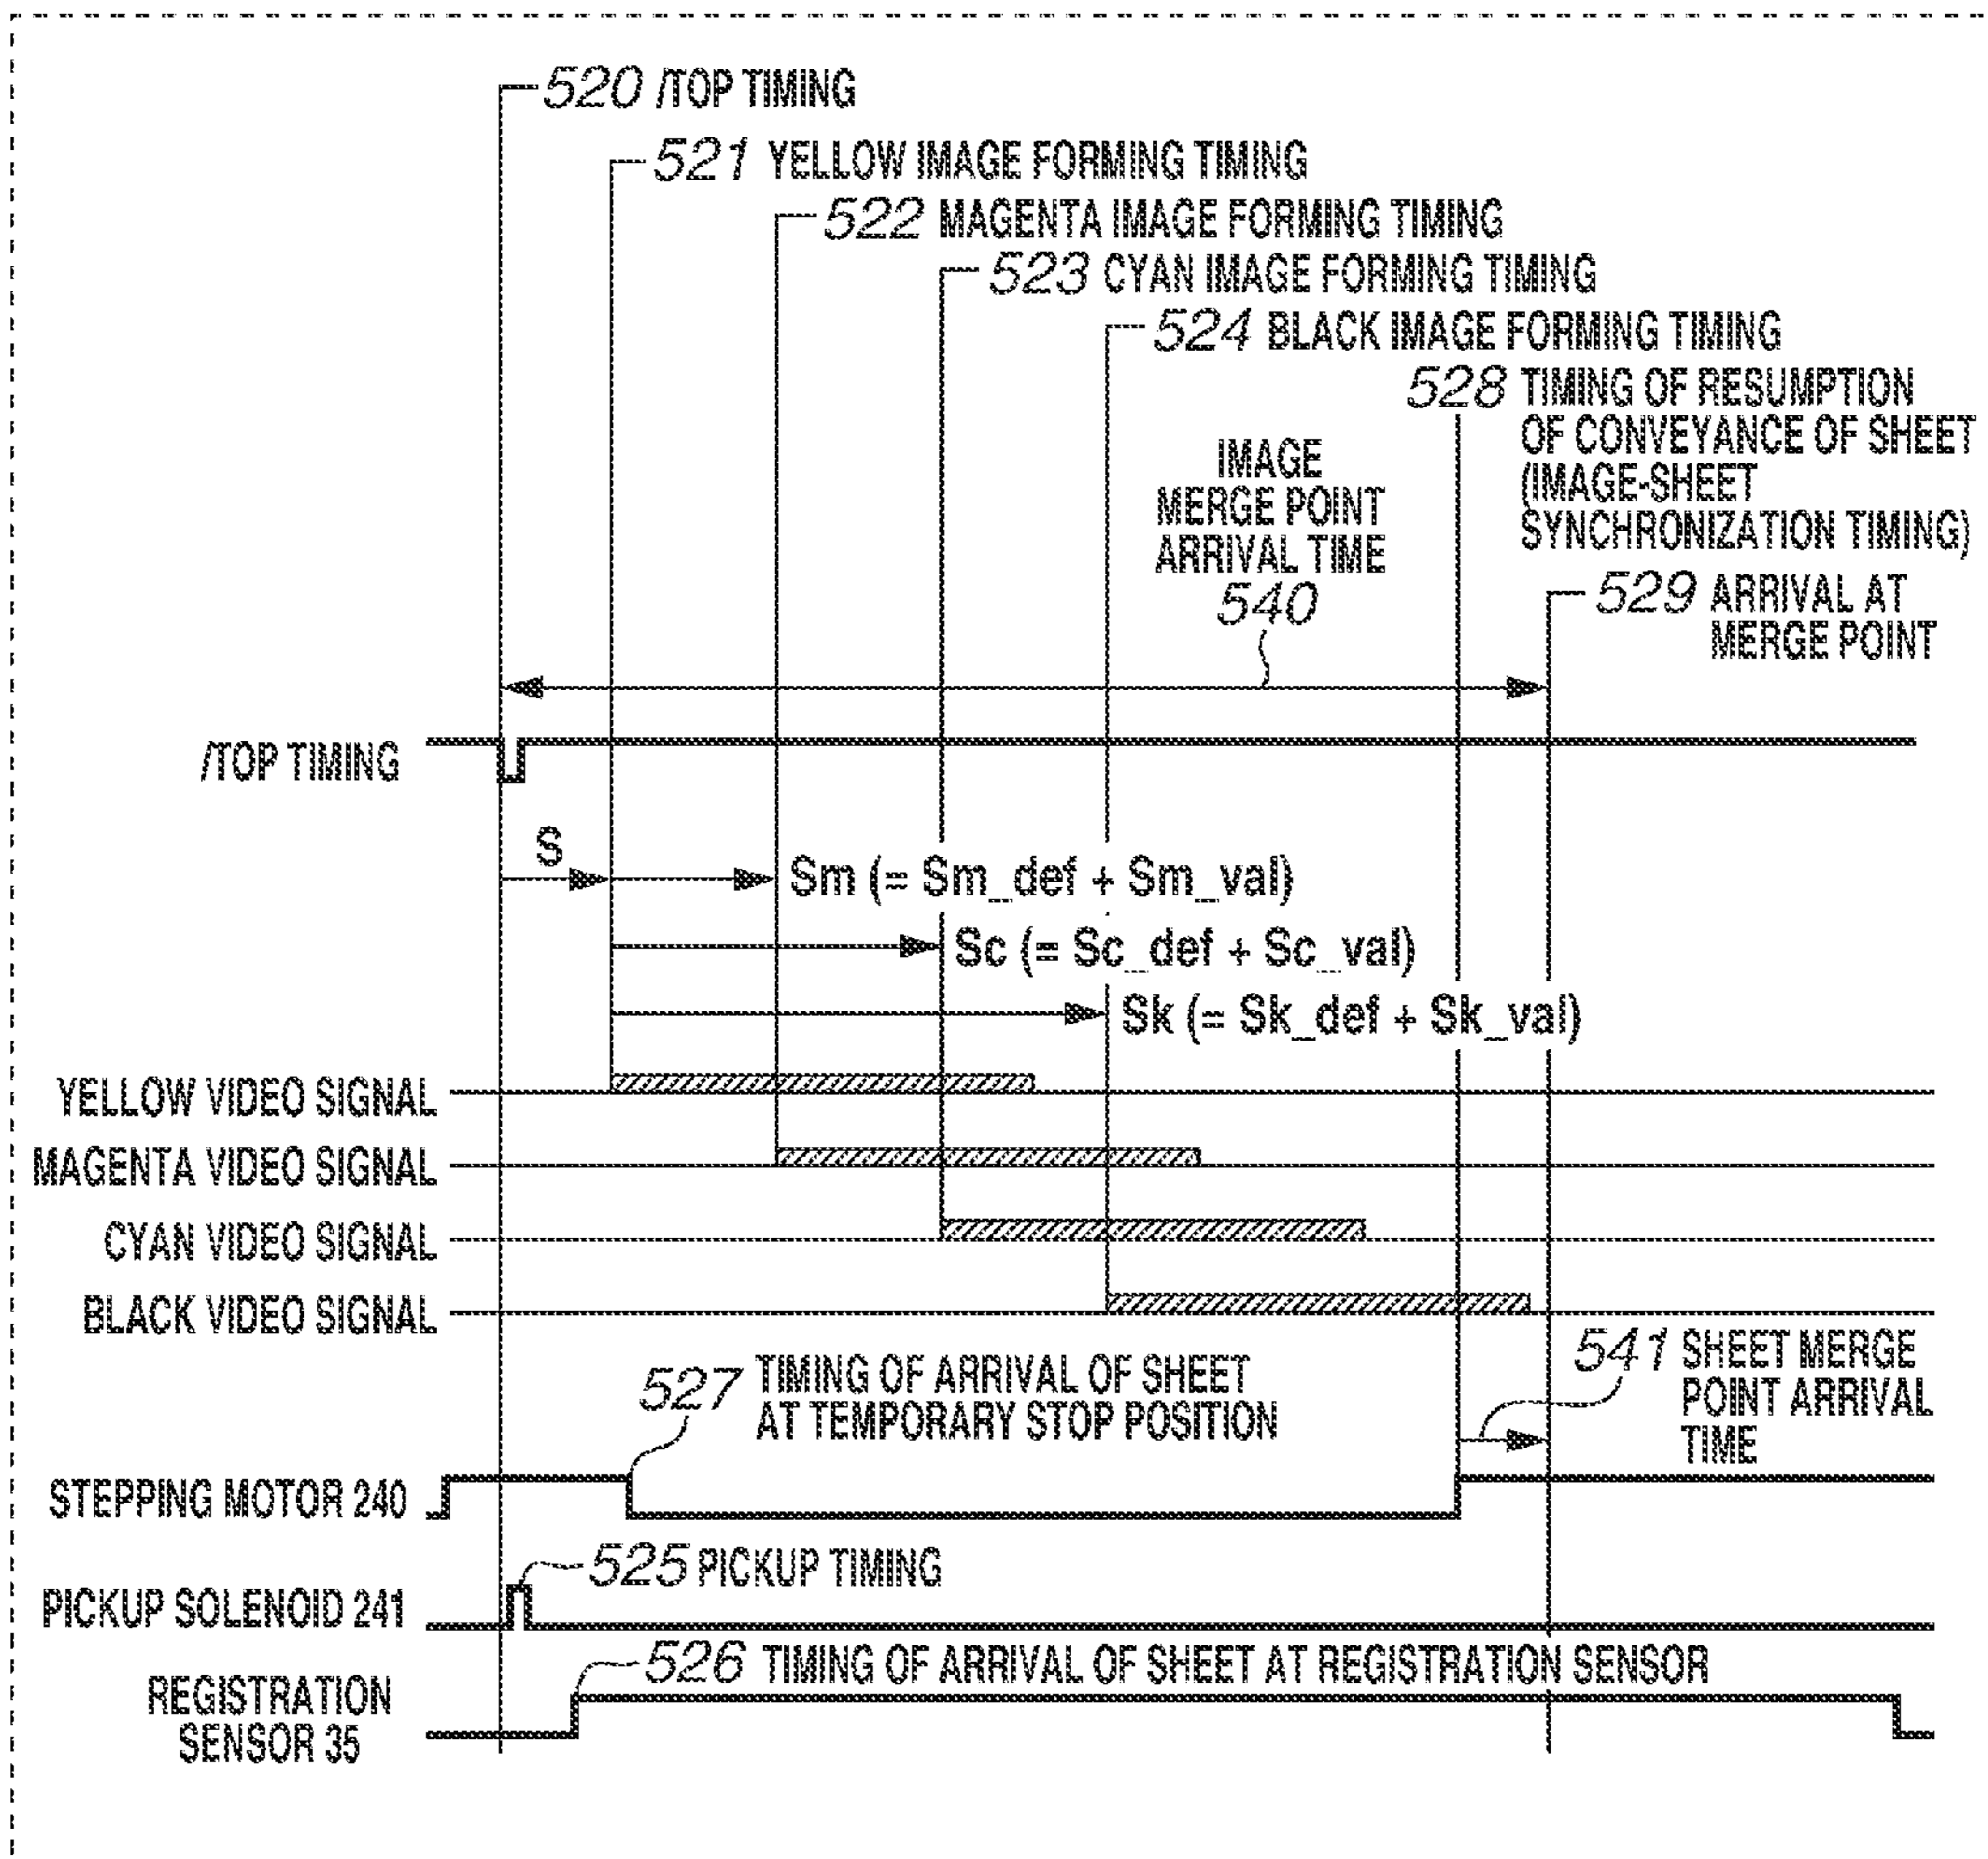 520 /TOP TIMING
521 YELLOW IMAGE FORMING TIMING
522 MAGENTA IMAGE FORMING TIMING
523 CYAN IMAGE FORMING TIMING
524 BLACK IMAGE FORMING TIMING
528 TIMING OF RESUMPTION
OF CONVEYANCE OF SHEET
(IMAGE-SHEET
SYNCHRONIZATION TIMING)
IMAGE
MERGE POINT
ARRIVAL TIME
540
529 ARRIVAL AT
MERGE POINT
/TOP TIMING
S
Sm (= Sm_def + Sm_val)
Sc (= Sc_def + Sc_val)
Sk (= Sk_def + Sk_val)
YELLOW VIDEO SIGNAL
MAGENTA VIDEO SIGNAL
CYAN VIDEO SIGNAL
BLACK VIDEO SIGNAL
527 TIMING OF ARRIVAL OF SHEET
AT TEMPORARY STOP POSITION
541 SHEET MERGE
POINT ARRIVAL
TIME
STEPPING MOTOR 240
525 PICKUP TIMING
PICKUP SOLENOID 241
526 TIMING OF ARRIVAL OF SHEET AT REGISTRATION SENSOR
REGISTRATION
SENSOR 35